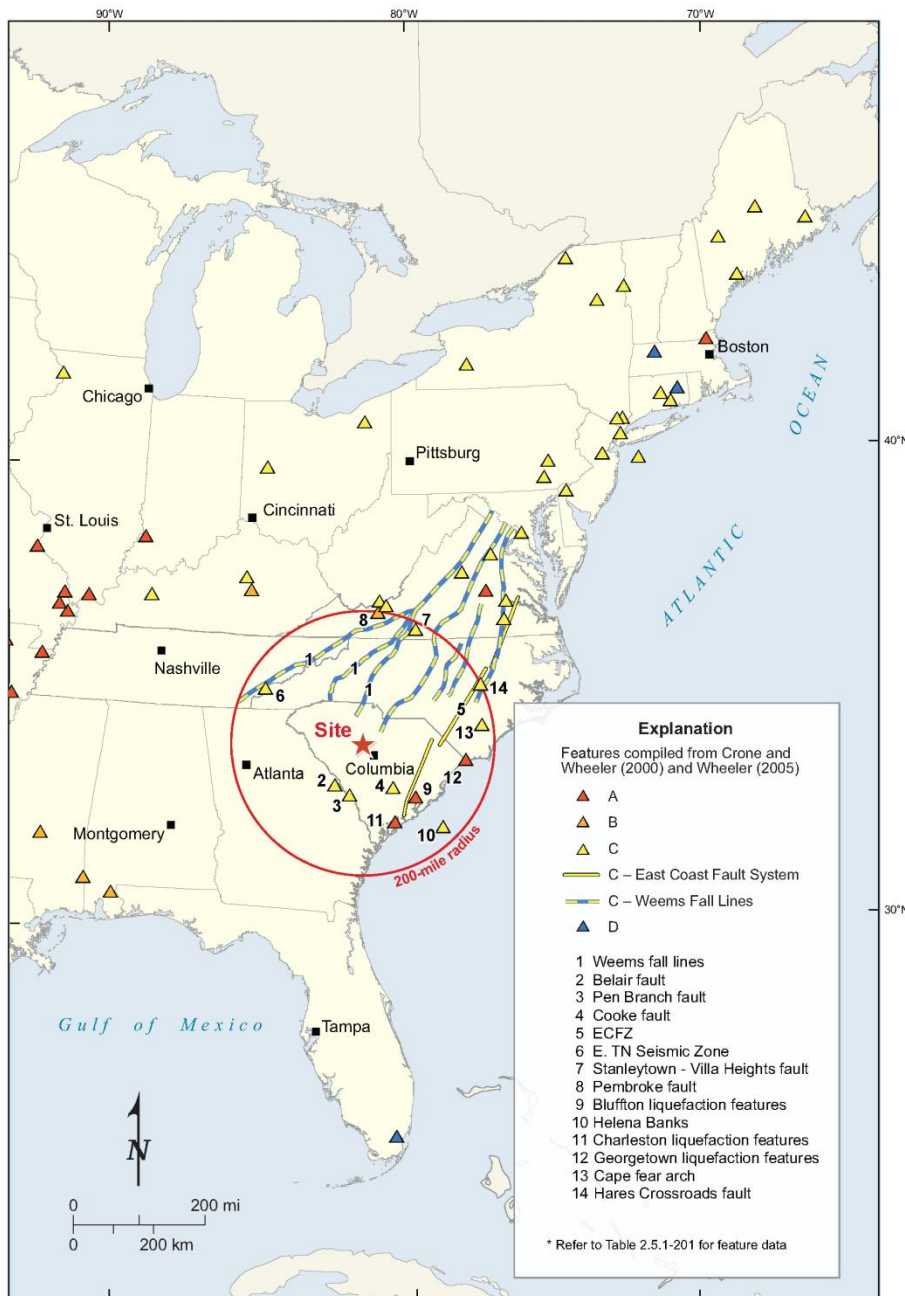 90°W
80°W
70°W
Boston
Chicago
Pittsburg
40°N
OCEAN
Cincinnati
St. Louis
ATLANTIC
8
7
Nashville
1
1
6
1
14
5
Site
13
Columbia
Atlanta
12
2
4
9
3
Montgomery
11
10
200-mile radius
30°N
Gulf of Mexico
Tampa
N
0 200 mi
0 200 km
Explanation
Features compiled from Crone and
Wheeler (2000) and Wheeler (2005)
A
B
C
C – East Coast Fault System
C – Weems Fall Lines
D
1 Weems fall lines
2 Belair fault
3 Pen Branch fault
4 Cooke fault
5 ECFZ
6 E. TN Seismic Zone
7 Stanleytown - Villa Heights fault
8 Pembroke fault
9 Bluffton liquefaction features
10 Helena Banks
11 Charleston liquefaction features
12 Georgetown liquefaction features
13 Cape fear arch
14 Hares Crossroads fault
* Refer to Table 2.5.1-201 for feature data